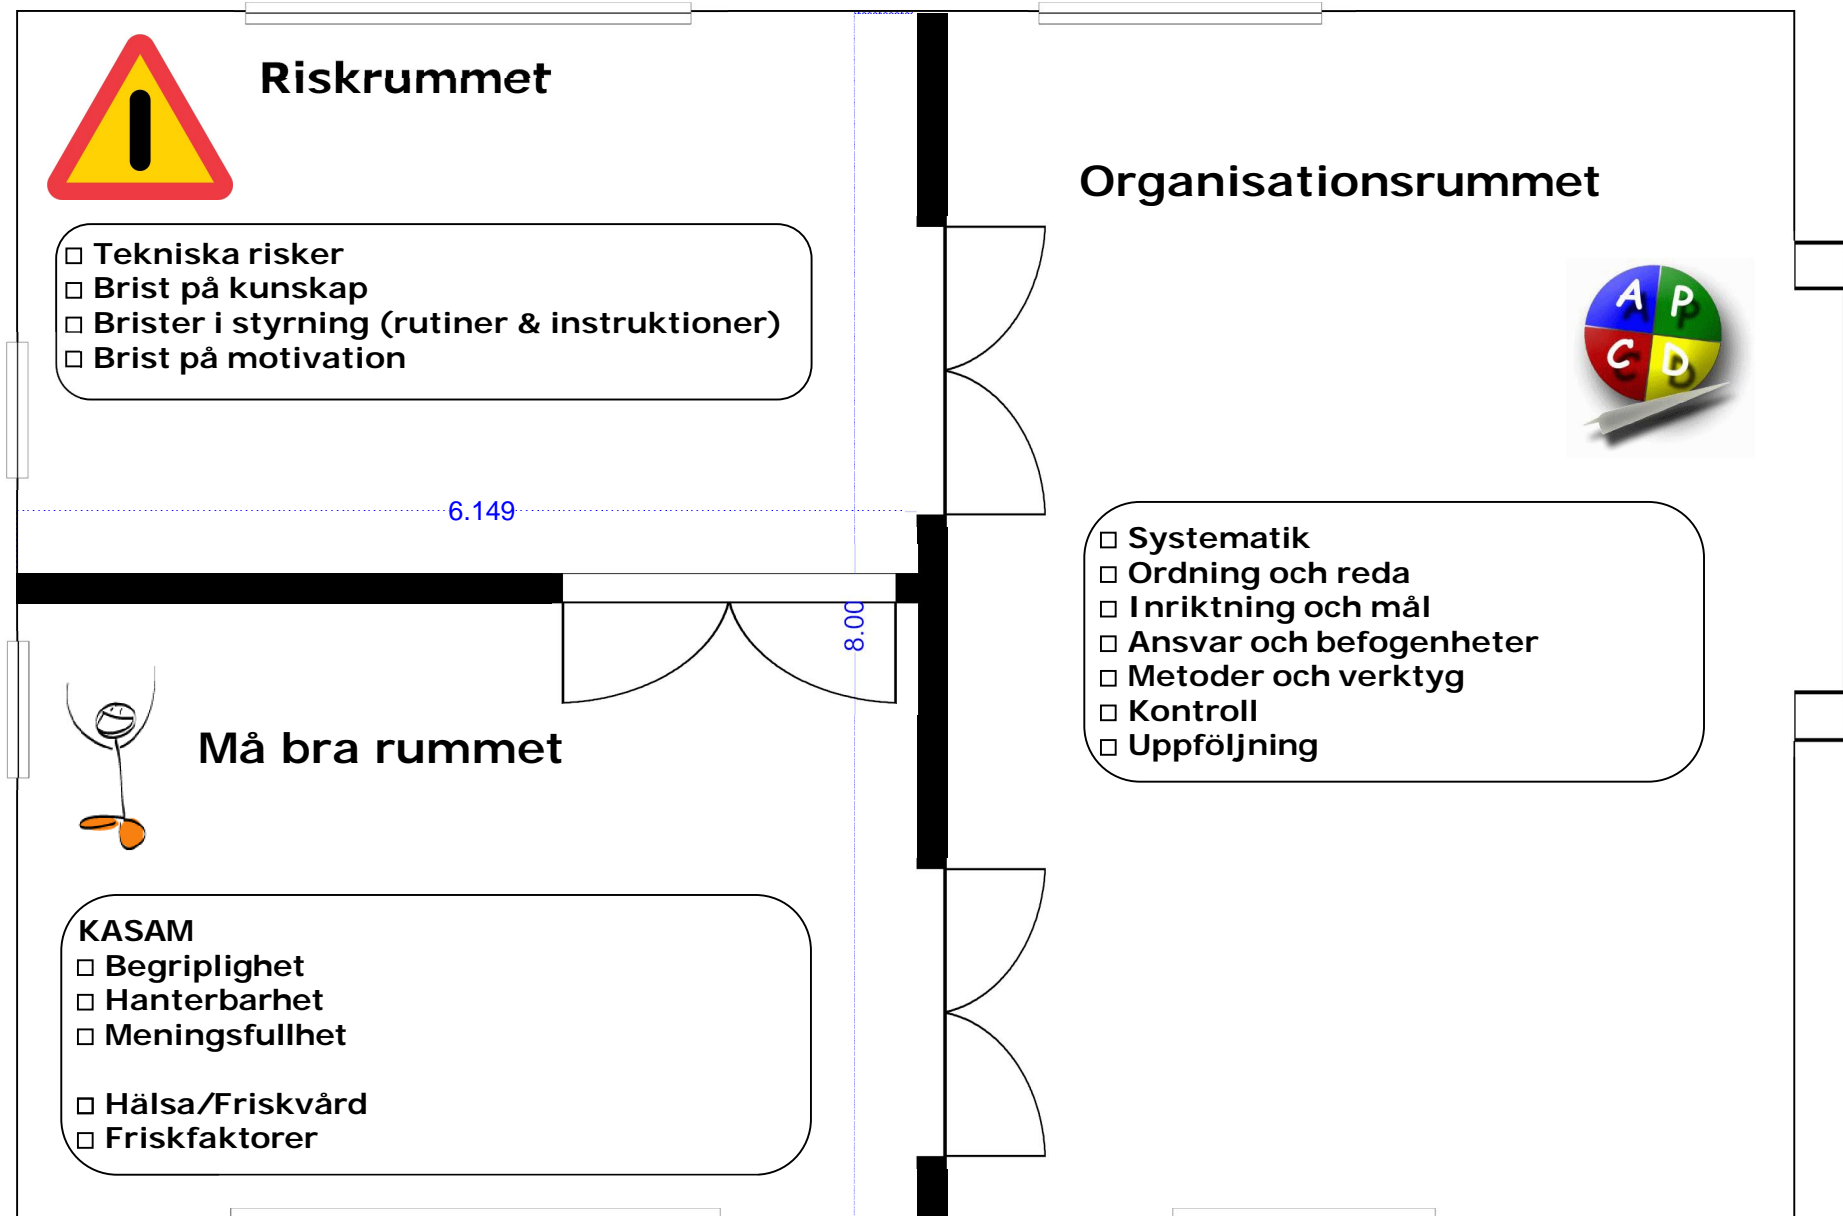 Riskrummet
□ Tekniska risker
□ Brist på kunskap
□ Brister i styrning (rutiner & instruktioner)
□ Brist på motivation
6.149
8.00
Må bra rummet
KASAM
□ Begriplighet
□ Hanterbarhet
□ Meningsfullhet
□ Hälsa/Friskvård
□ Friskfaktorer
Organisationsrummet
A P
C D
□ Systematik
□ Ordning och reda
□ Inriktning och mål
□ Ansvar och befogenheter
□ Metoder och verktyg
□ Kontroll
□ Uppföljning